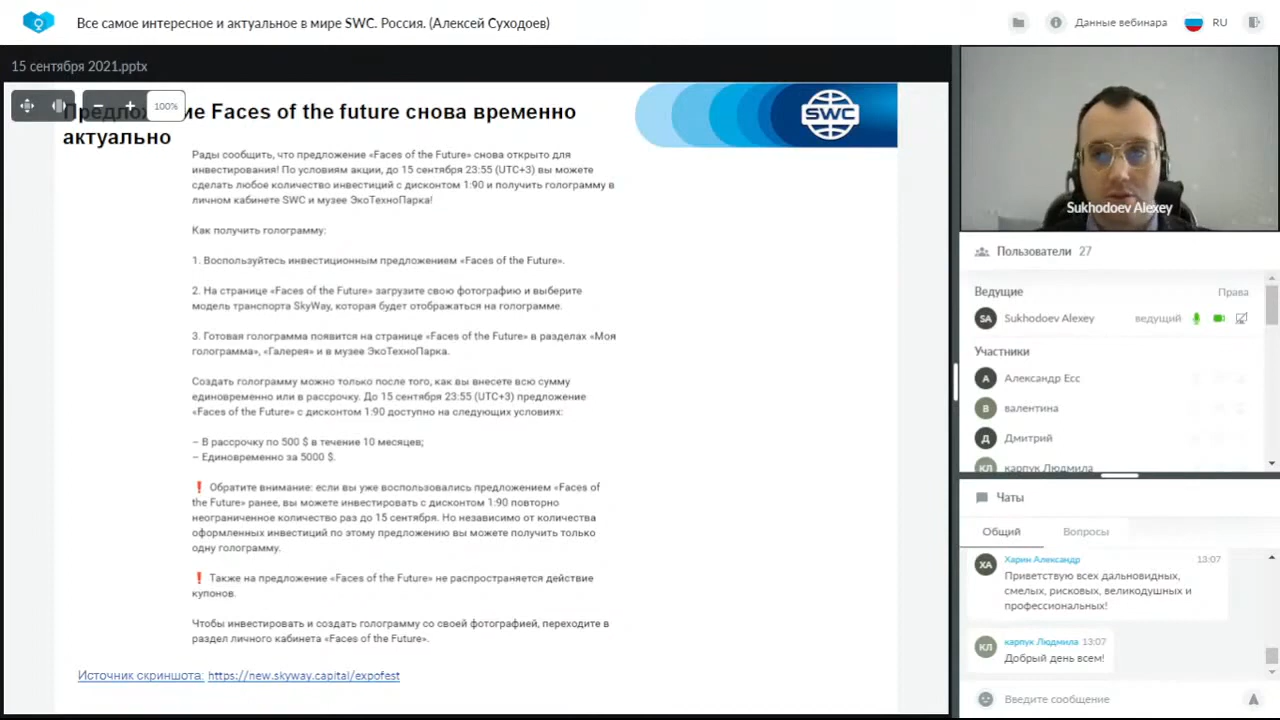 Все самое интересное и актуальное в мире SWC. Россия. (Алексей Суходоев)
Данные вебинара
RU
15 сентября 2021.pptx
100%
ие Faces of the future снова временно
актуально
SWC
Рады сообщить, что предложение «Faces of the Future» снова открыто для
инвестирования! По условиям акции, до 15 сентября 23:55 (UTC+3) вы можете
сделать любое количество инвестиций с дисконтом 1:90 и получить голограмму в
личном кабинете SWC и музее ЭкоТехноПарка!
Как получить голограмму:
1. Воспользуйтесь инвестиционным предложением «Faces of the Future».
2. На странице «Faces of the Future» загрузите свою фотографию и выберите
модель транспорта SkyWay, которая будет отображаться на голограмме.
3. Готовая голограмма появится на странице «Faces of the Future» в разделах «Моя
голограмма», «Галерея» и в музее ЭкоТехноПарка.
Создать голограмму можно только после того, как вы внесете всю сумму
единовременно или в рассрочку. До 15 сентября 23:55 (UTC+3) предложение
«Faces of the Future» с дисконтом 1:90 доступно на следующих условиях:
– В рассрочку по 500 $ в течение 10 месяцев;
– Единовременно за 5000 $.
❗ Обратите внимание: если вы уже воспользовались предложением «Faces of
the Future» ранее, вы можете инвестировать с дисконтом 1:90 повторно
неограниченное количество раз до 15 сентября. Но независимо от количества
оформленных инвестиций по этому предложению вы можете получить только
одну голограмму.
❗ Также на предложение «Faces of the Future» не распространяется действие
купонов.
Чтобы инвестировать и создать голограмму со своей фотографией, переходите в
раздел личного кабинета «Faces of the Future».
Источник скриншота: https://new.skyway.capital/expofest
Sukhodoev Alexey
Пользователи 27
Ведущие Права
SA Sukhodoev Alexey ведущий
Участники
А Александр Есс
В валентина
Д Дмитрий
КЛ карпук Людмила
Чаты
Общий Вопросы
ХА Харин Александр 13:07
Приветствую всех дальновидных,
смелых, рисковых, великодушных и
профессиональных!
КЛ карпук Людмила 13:07
Добрый день всем!
Введите сообщение